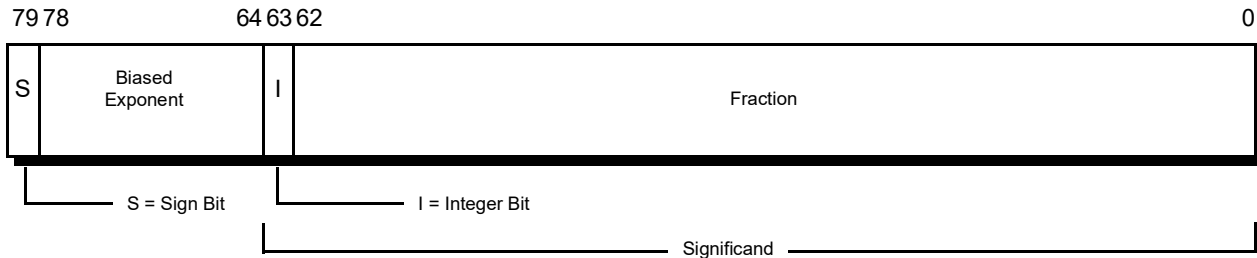 79 78 64 63 62 0
S Biased Exponent I Fraction
S = Sign Bit I = Integer Bit
Significand